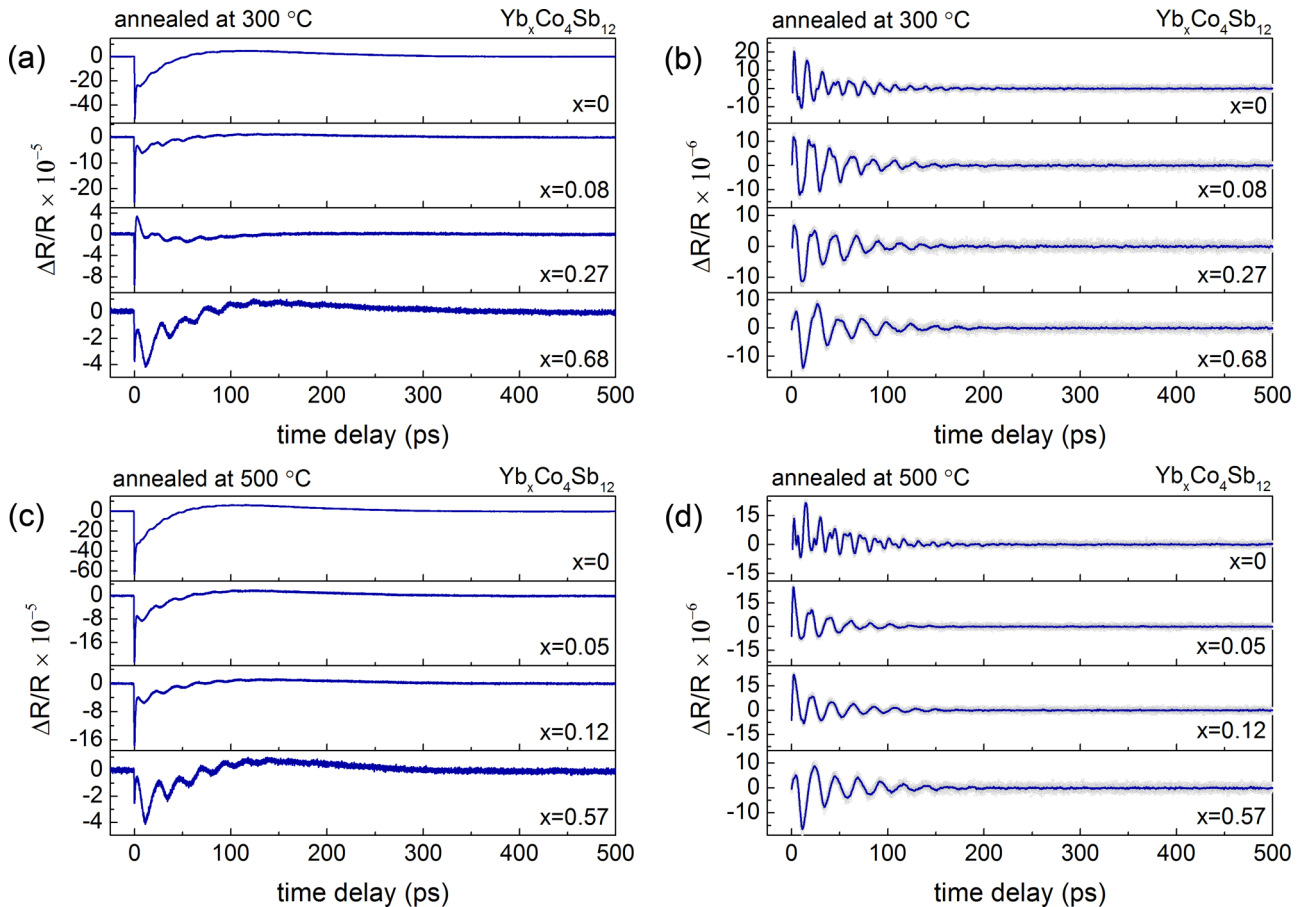 annealed at 300 °C YbₓCo₄Sb₁₂
(a)
0
-20
-40
x=0
0
-10
-20
x=0.08
4
0
-4
-8
x=0.27
0
-2
-4
x=0.68
ΔR/R × 10⁻⁵
0 100 200 300 400 500
time delay (ps)
annealed at 300 °C YbₓCo₄Sb₁₂
(b)
20
10
0
-10
x=0
10
0
-10
x=0.08
10
0
-10
x=0.27
10
0
-10
x=0.68
ΔR/R × 10⁻⁶
0 100 200 300 400 500
time delay (ps)
annealed at 500 °C YbₓCo₄Sb₁₂
(c)
0
-20
-40
-60
x=0
0
-8
-16
x=0.05
0
-8
-16
x=0.12
0
-2
-4
x=0.57
ΔR/R × 10⁻⁵
0 100 200 300 400 500
time delay (ps)
annealed at 500 °C YbₓCo₄Sb₁₂
(d)
15
0
-15
x=0
15
0
-15
x=0.05
15
0
-15
x=0.12
10
0
-10
x=0.57
ΔR/R × 10⁻⁶
0 100 200 300 400 500
time delay (ps)